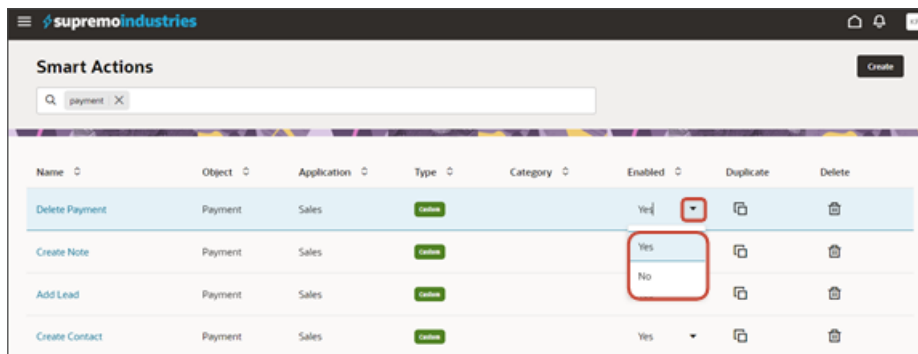 supremoindustries
Smart Actions
Create
payment
Name Object Application Type Category Enabled Duplicate Delete
Delete Payment Payment Sales Custom Yes
Create Note Payment Sales Custom Yes
Add Lead Payment Sales Custom No
Create Contact Payment Sales Custom Yes